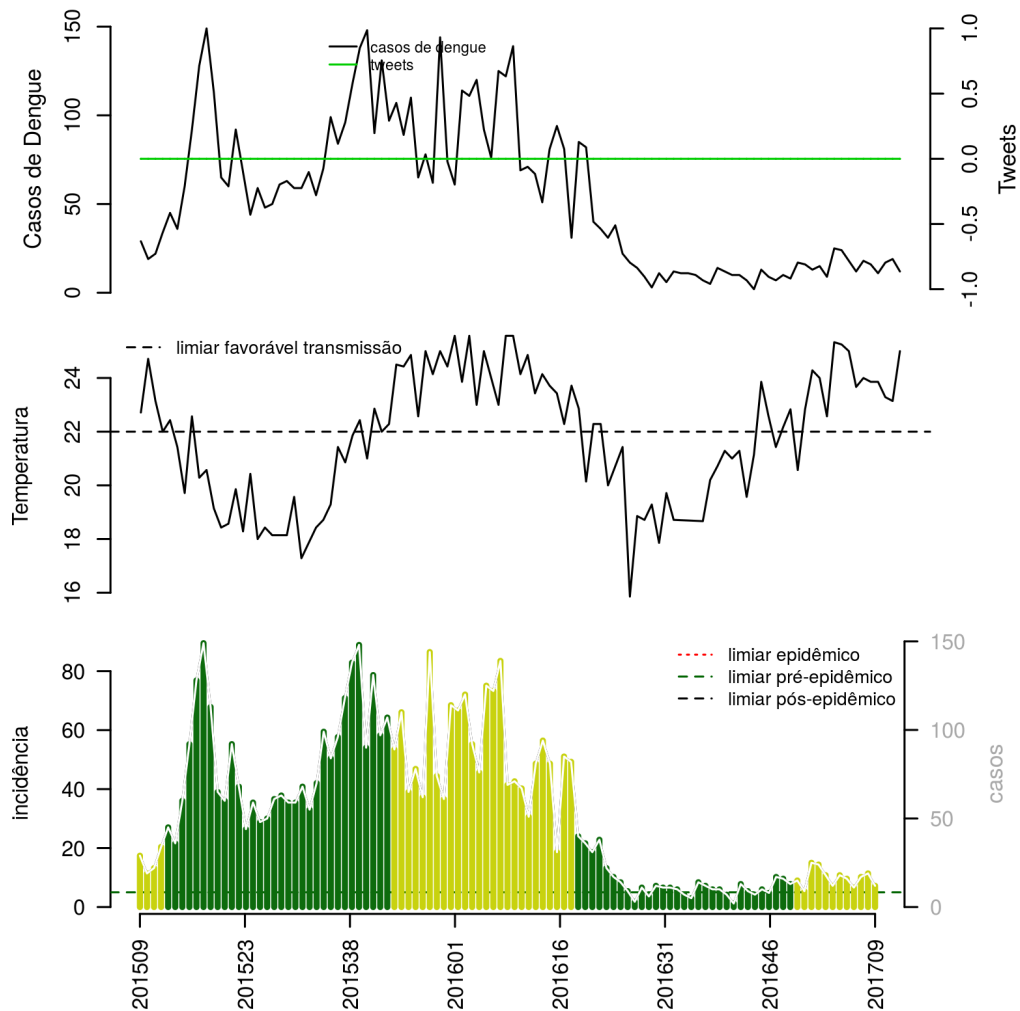 casos de dengue
tweets
Casos de Dengue
0
50
100
150
Tweets
-1.0
-0.5
0.0
0.5
1.0
limiar favorável transmissão
Temperatura
16
18
20
22
24
limiar epidêmico
limiar pré-epidêmico
limiar pós-epidêmico
incidência
0
20
40
60
80
casos
0
50
100
150
201509
201523
201538
201601
201616
201631
201646
201709